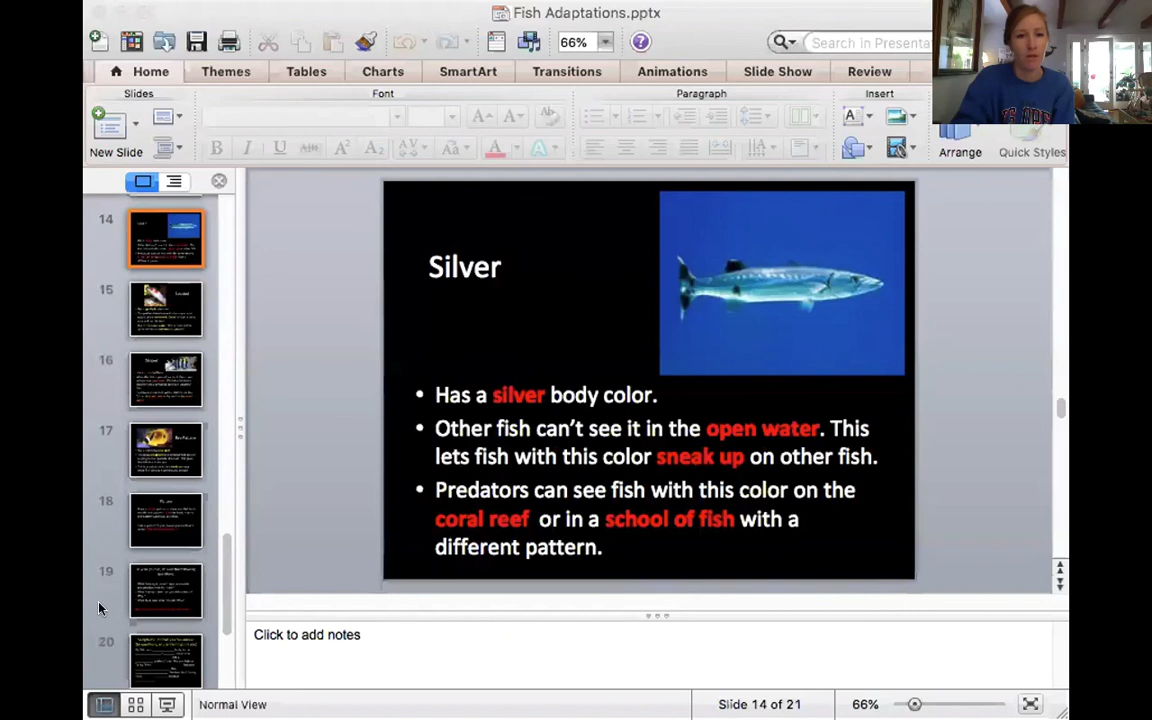 Fish Adaptations.pptx
66%
Search in Presenta
Home
Themes
Tables
Charts
SmartArt
Transitions
Animations
Slide Show
Review
Slides
Font
Paragraph
Insert
New Slide
Arrange
Quick Styles
14
15
16
17
18
19
20
Silver
• Has a silver body color.
• Other fish can't see it in the open water. This
lets fish with this color sneak up on other fish.
• Predators can see fish with this color on the
coral reef or in a school of fish with a
different pattern.
Click to add notes
Normal View
Slide 14 of 21
66%